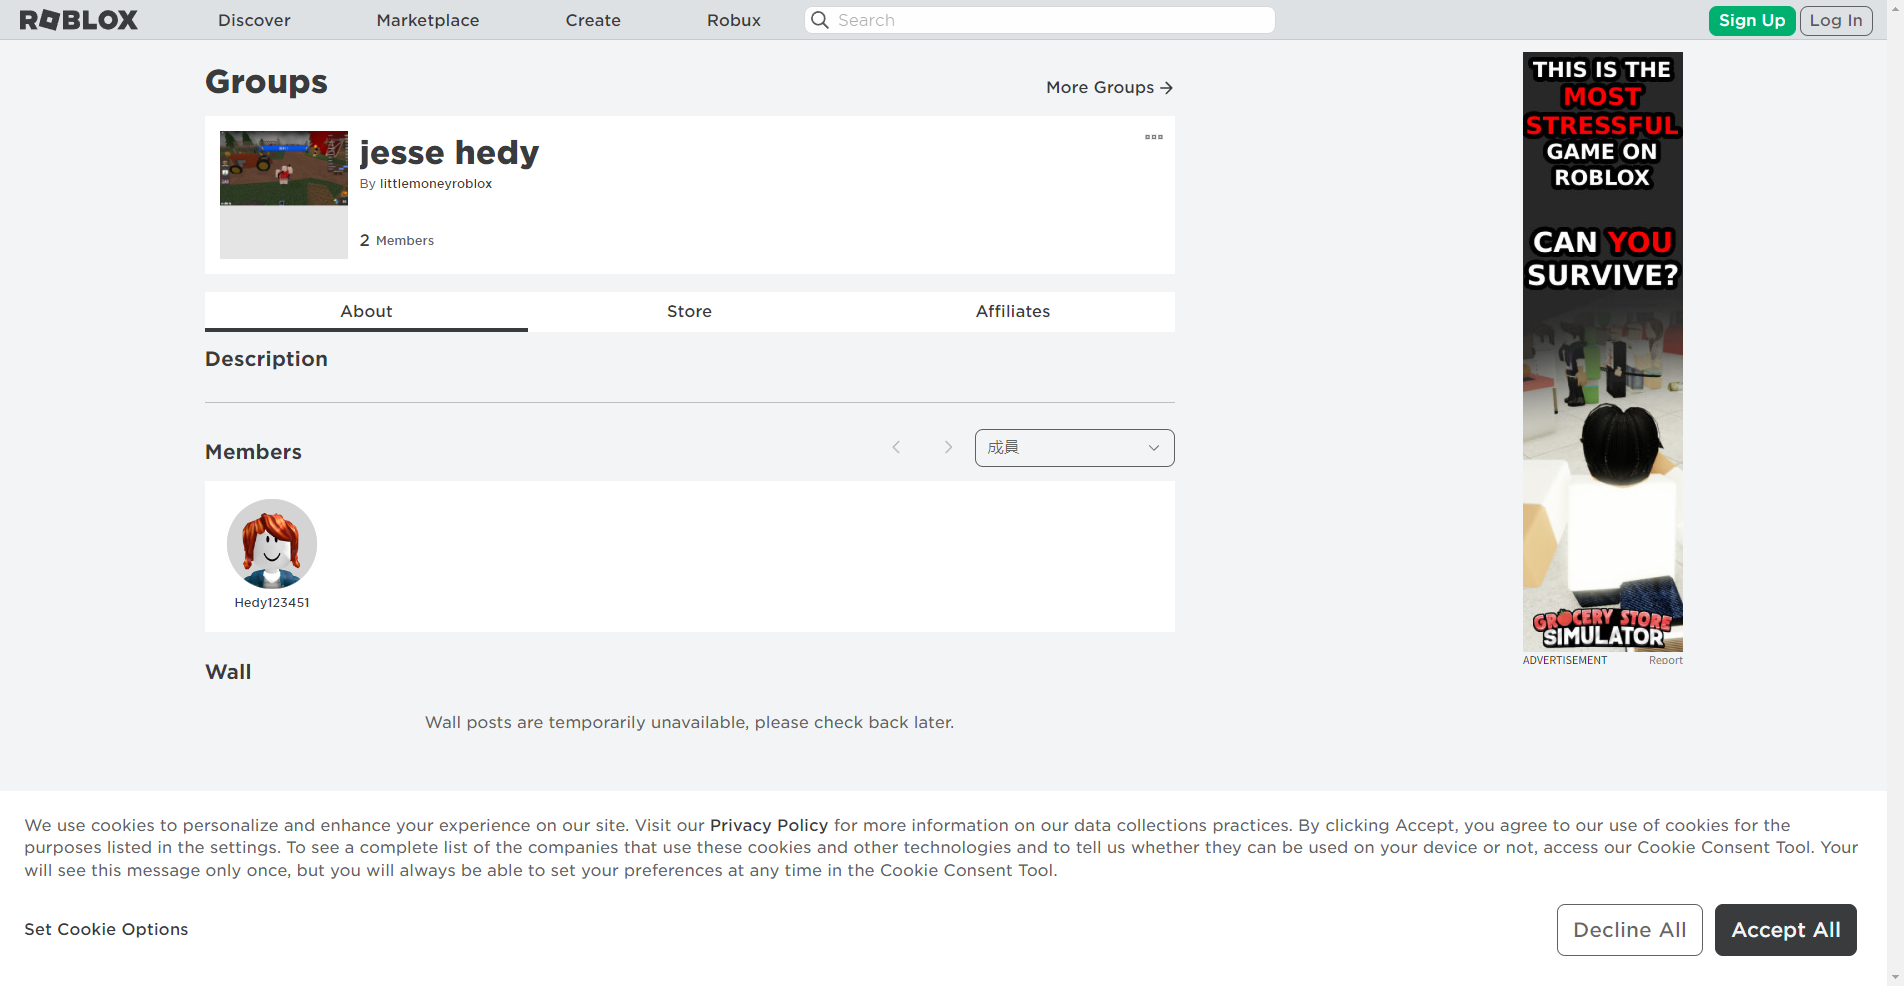 ROBLOX
Discover
Marketplace
Create
Robux
Search
Sign Up
Log In
Groups
More Groups
jesse hedy
By littlemoneyroblox
2 Members
About
Store
Affiliates
Description
Members
成員
Hedy123451
Wall
Wall posts are temporarily unavailable, please check back later.
THIS IS THE
MOST
STRESSFUL
GAME ON
ROBLOX
CAN YOU
SURVIVE?
GROCERY STORE
SIMULATOR
ADVERTISEMENT
Report
We use cookies to personalize and enhance your experience on our site. Visit our Privacy Policy for more information on our data collections practices. By clicking Accept, you agree to our use of cookies for the
purposes listed in the settings. To see a complete list of the companies that use these cookies and other technologies and to tell us whether they can be used on your device or not, access our Cookie Consent Tool. Your
will see this message only once, but you will always be able to set your preferences at any time in the Cookie Consent Tool.
Set Cookie Options
Decline All
Accept All